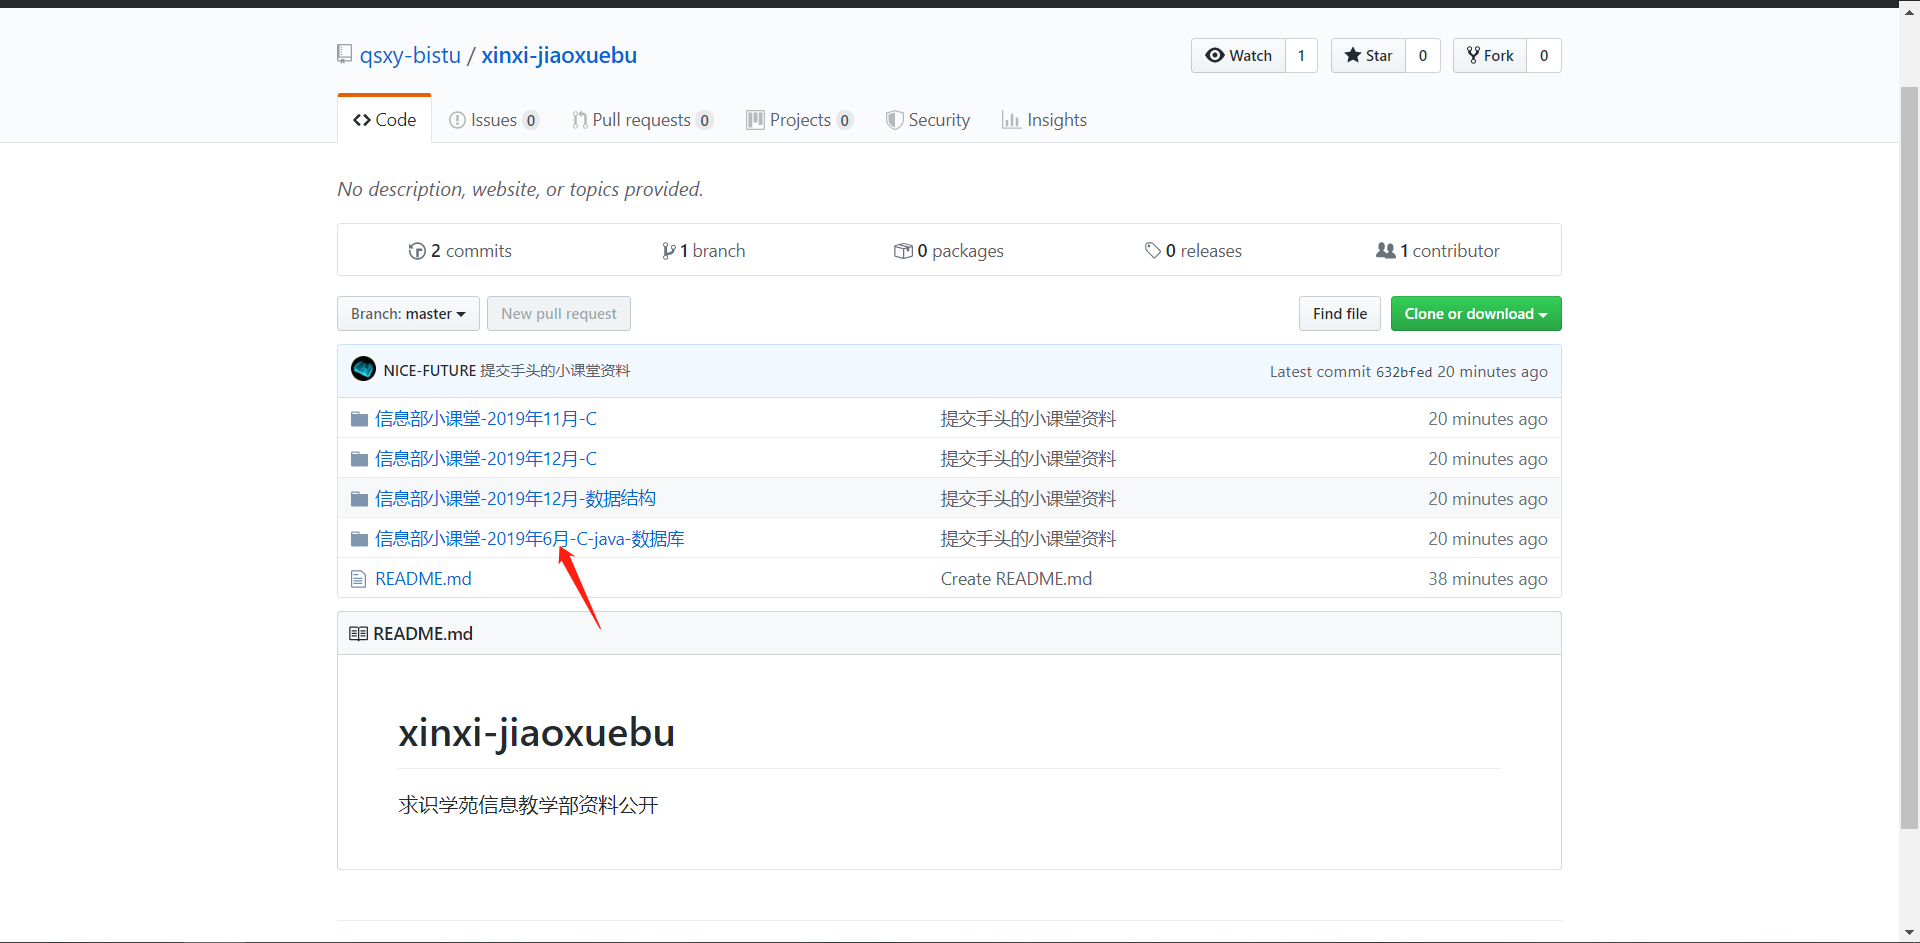 qsxy-bistu / xinxi-jiaoxuebu
Watch 1 Star 0 Fork 0
Code Issues 0 Pull requests 0 Projects 0 Security Insights
No description, website, or topics provided.
2 commits 1 branch 0 packages 0 releases 1 contributor
Branch: master New pull request Find file Clone or download
NICE-FUTURE 提交手头的小课堂资料 Latest commit 632bfed 20 minutes ago
信息部小课堂-2019年11月-C 提交手头的小课堂资料 20 minutes ago
信息部小课堂-2019年12月-C 提交手头的小课堂资料 20 minutes ago
信息部小课堂-2019年12月-数据结构 提交手头的小课堂资料 20 minutes ago
信息部小课堂-2019年6月-C-java-数据库 提交手头的小课堂资料 20 minutes ago
README.md Create README.md 38 minutes ago
README.md
xinxi-jiaoxuebu
求识学苑信息教学部资料公开